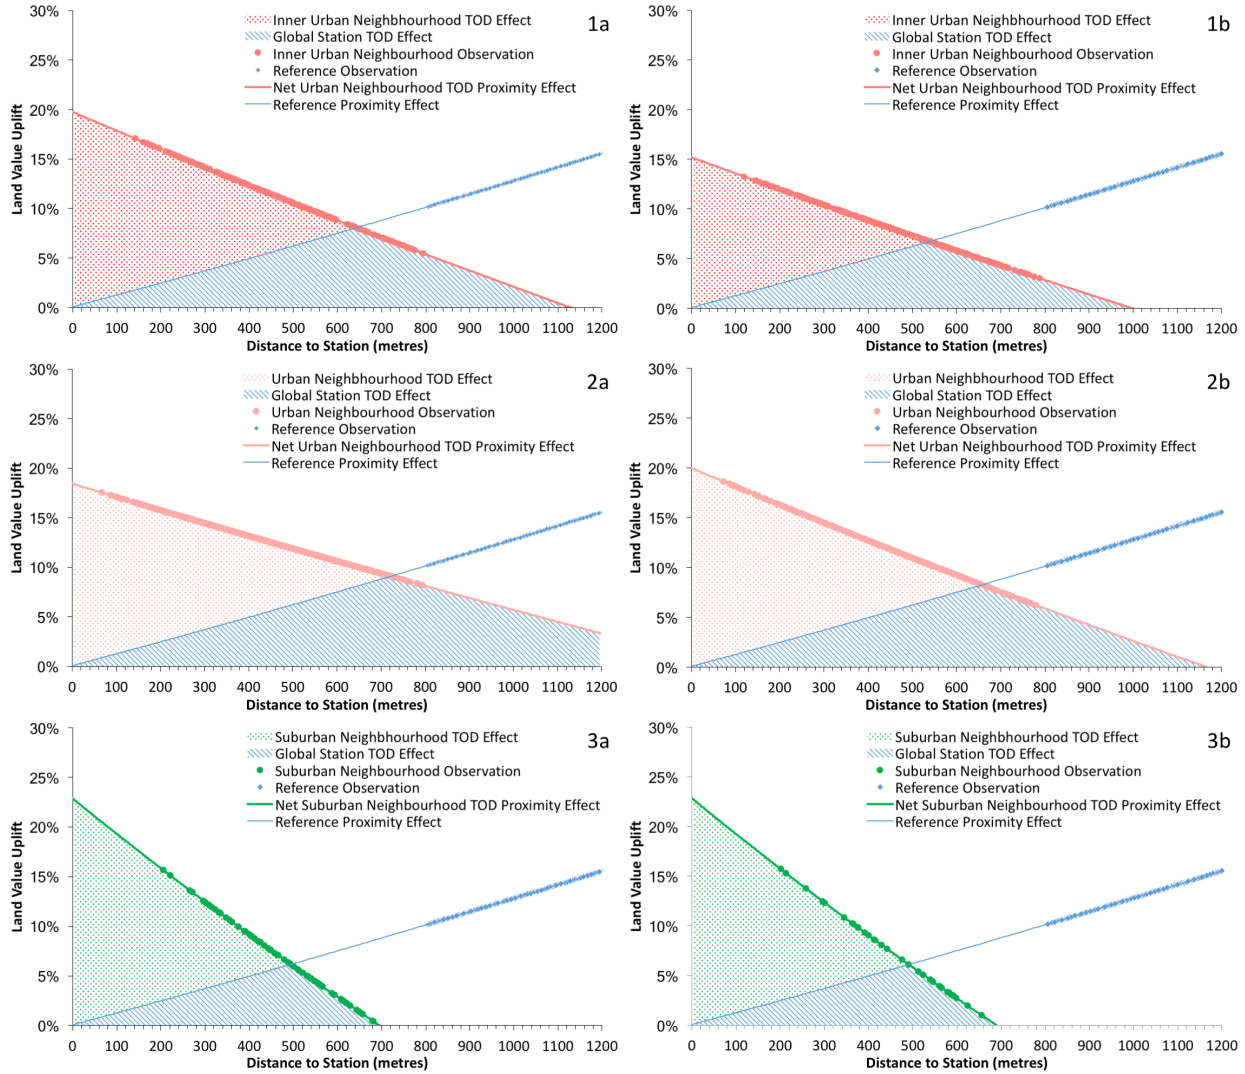 30%
25%
20%
15%
10%
5%
0%
Land Value Uplift
Inner Urban Neighbhourhood TOD Effect
Global Station TOD Effect
Inner Urban Neighbourhood Observation
Reference Observation
Net Urban Neighbourhood TOD Proximity Effect
Reference Proximity Effect
1a
0 100 200 300 400 500 600 700 800 900 1000 1100 1200
Distance to Station (metres)
30%
25%
20%
15%
10%
5%
0%
Land Value Uplift
Inner Urban Neighbhourhood TOD Effect
Global Station TOD Effect
Inner Urban Neighbourhood Observation
Reference Observation
Net Urban Neighbourhood TOD Proximity Effect
Reference Proximity Effect
1b
0 100 200 300 400 500 600 700 800 900 1000 1100 1200
Distance to Station (metres)
30%
25%
20%
15%
10%
5%
0%
Land Value Uplift
Urban Neighbhourhood TOD Effect
Global Station TOD Effect
Urban Neighbourhood Observation
Reference Observation
Net Urban Neighbourhood TOD Proximity Effect
Reference Proximity Effect
2a
0 100 200 300 400 500 600 700 800 900 1000 1100 1200
Distance to Station (metres)
30%
25%
20%
15%
10%
5%
0%
Land Value Uplift
Urban Neighbhourhood TOD Effect
Global Station TOD Effect
Urban Neighbourhood Observation
Reference Observation
Net Urban Neighbourhood TOD Proximity Effect
Reference Proximity Effect
2b
0 100 200 300 400 500 600 700 800 900 1000 1100 1200
Distance to Station (metres)
30%
25%
20%
15%
10%
5%
0%
Land Value Uplift
Suburban Neighbhourhood TOD Effect
Global Station TOD Effect
Suburban Neighbourhood Observation
Reference Observation
Net Suburban Neighbourhood TOD Proximity Effect
Reference Proximity Effect
3a
0 100 200 300 400 500 600 700 800 900 1000 1100 1200
Distance to Station (metres)
30%
25%
20%
15%
10%
5%
0%
Land Value Uplift
Suburban Neighbhourhood TOD Effect
Global Station TOD Effect
Suburban Neighbourhood Observation
Reference Observation
Net Suburban Neighbourhood TOD Proximity Effect
Reference Proximity Effect
3b
0 100 200 300 400 500 600 700 800 900 1000 1100 1200
Distance to Station (metres)